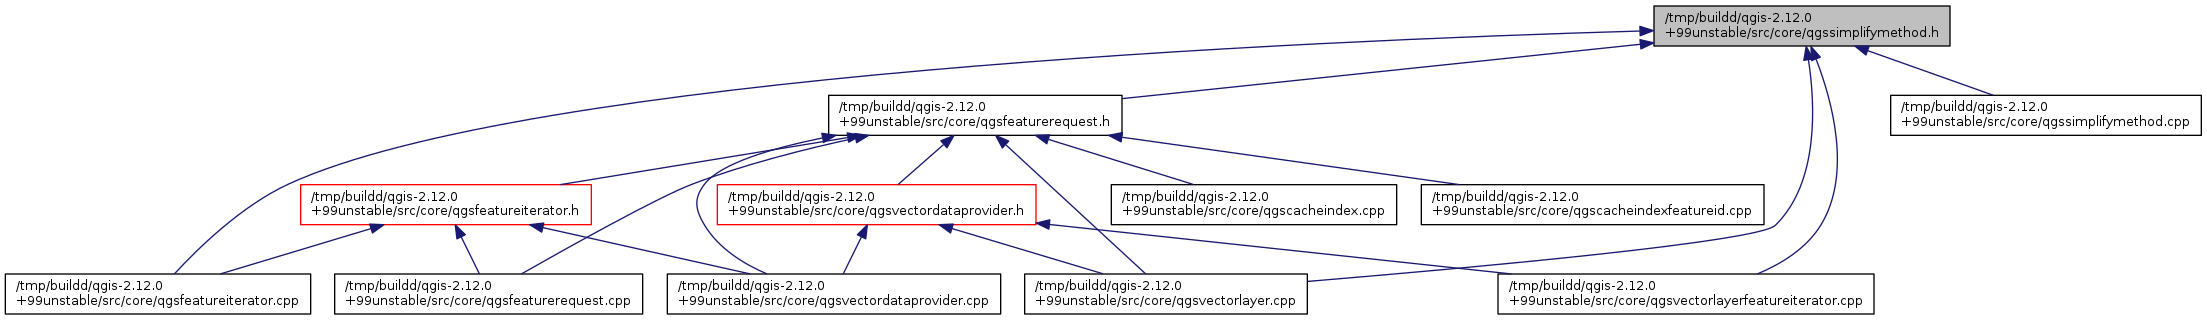 /tmp/buildd/qgis-2.12.0
+99unstable/src/core/qgssimplifymethod.h
/tmp/buildd/qgis-2.12.0
+99unstable/src/core/qgsfeaturerequest.h
/tmp/buildd/qgis-2.12.0
+99unstable/src/core/qgssimplifymethod.cpp
/tmp/buildd/qgis-2.12.0
+99unstable/src/core/qgsfeatureiterator.h
/tmp/buildd/qgis-2.12.0
+99unstable/src/core/qgsvectordataprovider.h
/tmp/buildd/qgis-2.12.0
+99unstable/src/core/qgscacheindex.cpp
/tmp/buildd/qgis-2.12.0
+99unstable/src/core/qgscacheindexfeatureid.cpp
/tmp/buildd/qgis-2.12.0
+99unstable/src/core/qgsfeatureiterator.cpp
/tmp/buildd/qgis-2.12.0
+99unstable/src/core/qgsfeaturerequest.cpp
/tmp/buildd/qgis-2.12.0
+99unstable/src/core/qgsvectordataprovider.cpp
/tmp/buildd/qgis-2.12.0
+99unstable/src/core/qgsvectorlayer.cpp
/tmp/buildd/qgis-2.12.0
+99unstable/src/core/qgsvectorlayerfeatureiterator.cpp